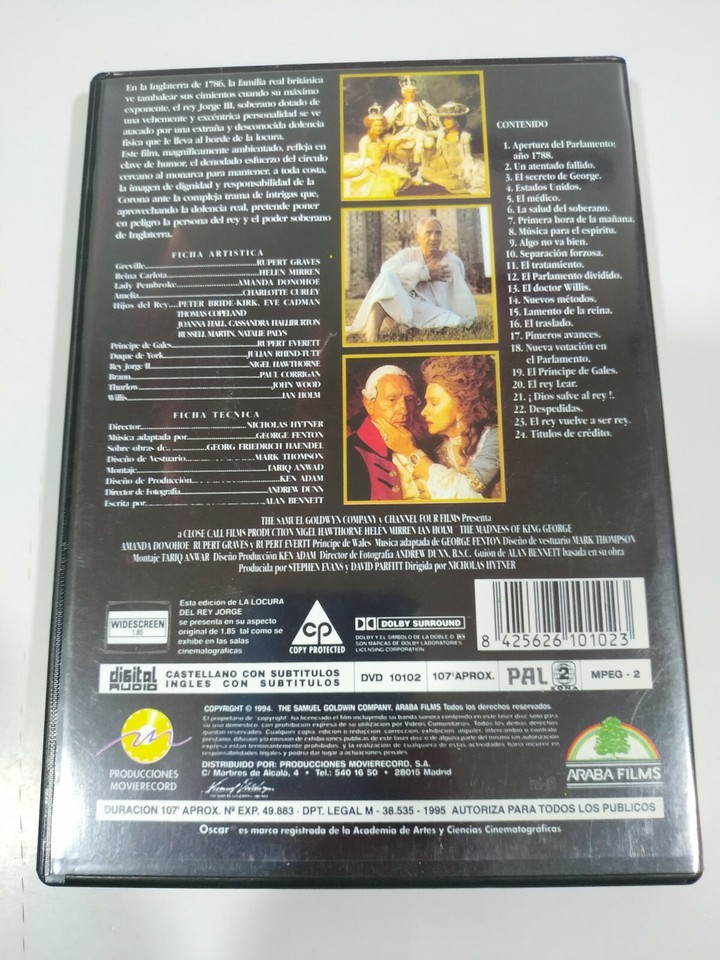 En la Inglaterra de 1786, la familia real británica
ve tambalear sus cimientos cuando su máximo
exponente, el rey Jorge III, soberano dotado de
una vehemente y excéntrica personalidad se ve
atacado por una extraña y desconocida dolencia
física que le lleva al borde de la locura.
Este film, magníficamente ambientado, refleja en
clave de humor, el denodado esfuerzo del círculo
cercano al monarca para mantener, a toda costa,
la imagen de dignidad y responsabilidad de la
Corona ante la compleja trama de intrigas que,
aprovechando la dolencia real, pretende poner
en peligro la persona del rey y el poder soberano
de Inglaterra.
FICHA ARTISTICA
Greville RUPERT GRAVES
Reina Carlota HELEN MIRREN
Lady Pembroke AMANDA DONOHOE
Amelia CHARLOTTE CURLEY
Hijos del Rey PETER BRIDE-KIRK, EVE CADMAN
THOMAS COPELAND
JOANNA HALL, CASSANDRA HALLIBURTON
RUSSELL MARTIN, NATALIE PALYS
Príncipe de Gales RUPERT EVERETT
Duque de York JULIAN RHIND-TUTT
Rey Jorge II NIGEL HAWTHORNE
Braun PAUL CORRIGAN
Thurlow JOHN WOOD
Willis IAN HOLM
FICHA TECNICA
Director NICHOLAS HYTNER
Música adaptada por GEORGE FENTON
Sobre obras de GEORG FRIEDRICH HAENDEL
Diseño de Vestuario MARK THOMSON
Montaje TARIQ ANWAD
Diseño de Producción KEN ADAM
Director de Fotografía ANDREW DUNN
Escrita por ALAN BENNETT
CONTENIDO
1. Apertura del Parlamento;
año 1788.
2. Un atentado fallido.
3. El secreto de George.
4. Estados Unidos.
5. El médico.
6. La salud del soberano.
7. Primera hora de la mañana.
8. Música para el espíritu.
9. Algo no va bien.
10. Separación forzosa.
11. El tratamiento.
12. El Parlamento dividido.
13. El doctor Willis.
14. Nuevos métodos.
15. Lamento de la reina.
16. El traslado.
17. Pimeros avances.
18. Nueva votación en
el Parlamento.
19. El Príncipe de Gales.
20. El rey Lear.
21. ¡ Dios salve al rey !.
22. Despedidas.
23. El rey vuelve a ser rey.
24. Títulos de crédito.
THE SAMUEL GOLDWYN COMPANY y CHANNEL FOUR FILMS Presenta
a CLOSE CALL FILMS PRODUCTION NIGEL HAWTHORNE HELEN MIRREN IAN HOLM THE MADNESS OF KING GEORGE
AMANDA DONOHOE RUPERT GRAVES y RUPERT EVERTT Príncipe de Wales Musica adaptada de GEORGE FENTON Diseño de vestuario MARK THOMPSON
Montaje TARIQ ANWAR Diseño Producción KEN ADAM Director de Fotografía ANDREW DUNN, B.S.C. Guión de ALAN BENNETT basada en su obra
Producida por STEPHEN EVANS y DAVID PARFITT Dirigida por NICHOLAS HYTNER
WIDESCREEN
1.85
Esta edición de LA LOCURA
DEL REY JORGE
se presenta en su aspecto
original de 1.85 tal como se
exhibe en las salas
cinematográficas
cp
COPY PROTECTED
DOLBY SURROUND
DOLBY Y EL SIMBOLO DE LA DOBLE D
SON MARCAS DE DOLBY LABORATORIES
LICENSING CORPORATION
8 425626 101023
digital AUDIO
CASTELLANO CON SUBTITULOS
INGLES CON SUBTITULOS
DVD 10102
107' APROX.
PAL
2
ZONA
MPEG - 2
COPYRIGHT © 1994. THE SAMUEL GOLDWIN COMPANY. ARABA FILMS Todos los derechos reservados
DISTRIBUIDO POR: PRODUCCIONES MOVIERECORD, S.A.
C/ Mártires de Alcalá, 4 • Tel.: 540 16 50 • 28015 Madrid
PRODUCCIONES
MOVIERECORD
ARABA FILMS
DURACION 107' APROX. Nº EXP. 49.883 - DPT. LEGAL M - 38.535 - 1995 AUTORIZA PARA TODOS LOS PUBLICOS
Oscar es marca registrada de la Academia de Artes y Ciencias Cinematográficas